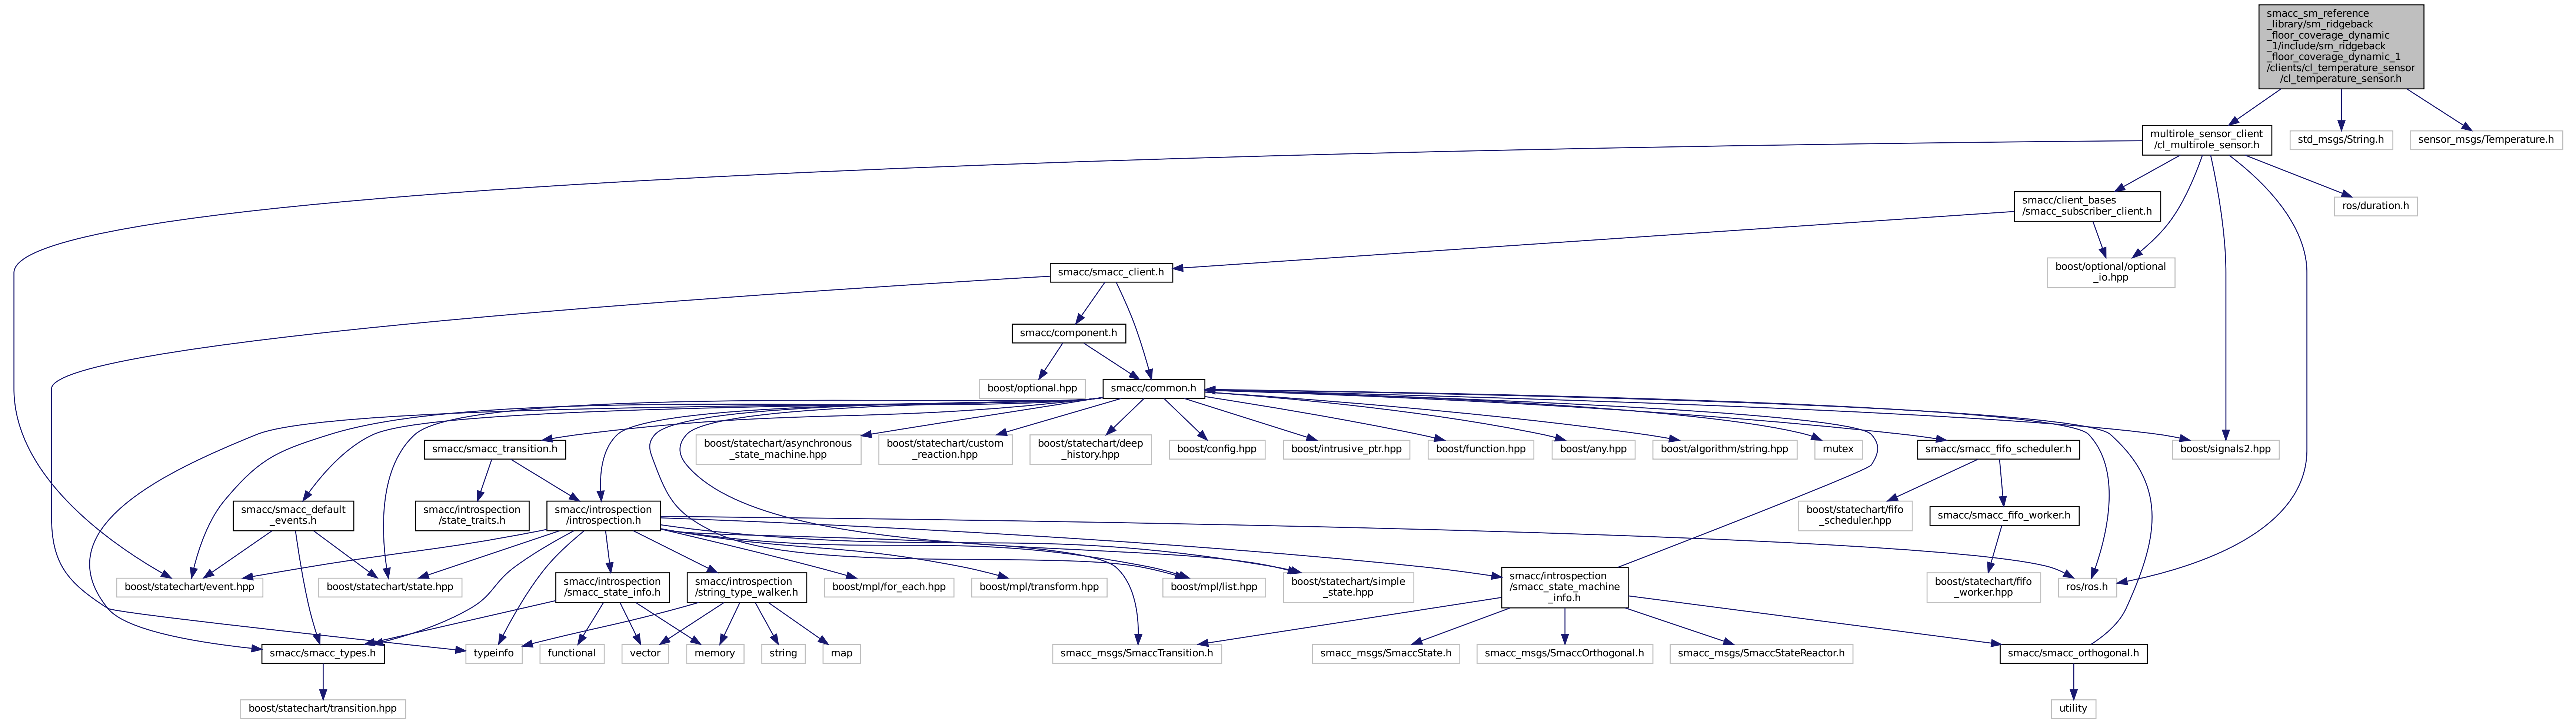 smacc_sm_reference
_library/sm_ridgeback
_floor_coverage_dynamic
_1/include/sm_ridgeback
_floor_coverage_dynamic_1
/clients/cl_temperature_sensor
/cl_temperature_sensor.h
multirole_sensor_client
/cl_multirole_sensor.h
std_msgs/String.h
sensor_msgs/Temperature.h
smacc/client_bases
/smacc_subscriber_client.h
ros/duration.h
smacc/smacc_client.h
boost/optional/optional
_io.hpp
smacc/component.h
boost/optional.hpp
smacc/common.h
smacc/smacc_transition.h
boost/statechart/asynchronous
_state_machine.hpp
boost/statechart/custom
_reaction.hpp
boost/statechart/deep
_history.hpp
boost/config.hpp
boost/intrusive_ptr.hpp
boost/function.hpp
boost/any.hpp
boost/algorithm/string.hpp
mutex
smacc/smacc_fifo_scheduler.h
boost/signals2.hpp
smacc/smacc_default
_events.h
smacc/introspection
/state_traits.h
smacc/introspection
/introspection.h
boost/statechart/fifo
_scheduler.hpp
smacc/smacc_fifo_worker.h
boost/statechart/event.hpp
boost/statechart/state.hpp
smacc/introspection
/smacc_state_info.h
smacc/introspection
/string_type_walker.h
boost/mpl/for_each.hpp
boost/mpl/transform.hpp
boost/mpl/list.hpp
boost/statechart/simple
_state.hpp
smacc/introspection
/smacc_state_machine
_info.h
boost/statechart/fifo
_worker.hpp
ros/ros.h
smacc/smacc_types.h
typeinfo
functional
vector
memory
string
map
smacc_msgs/SmaccTransition.h
smacc_msgs/SmaccState.h
smacc_msgs/SmaccOrthogonal.h
smacc_msgs/SmaccStateReactor.h
smacc/smacc_orthogonal.h
boost/statechart/transition.hpp
utility